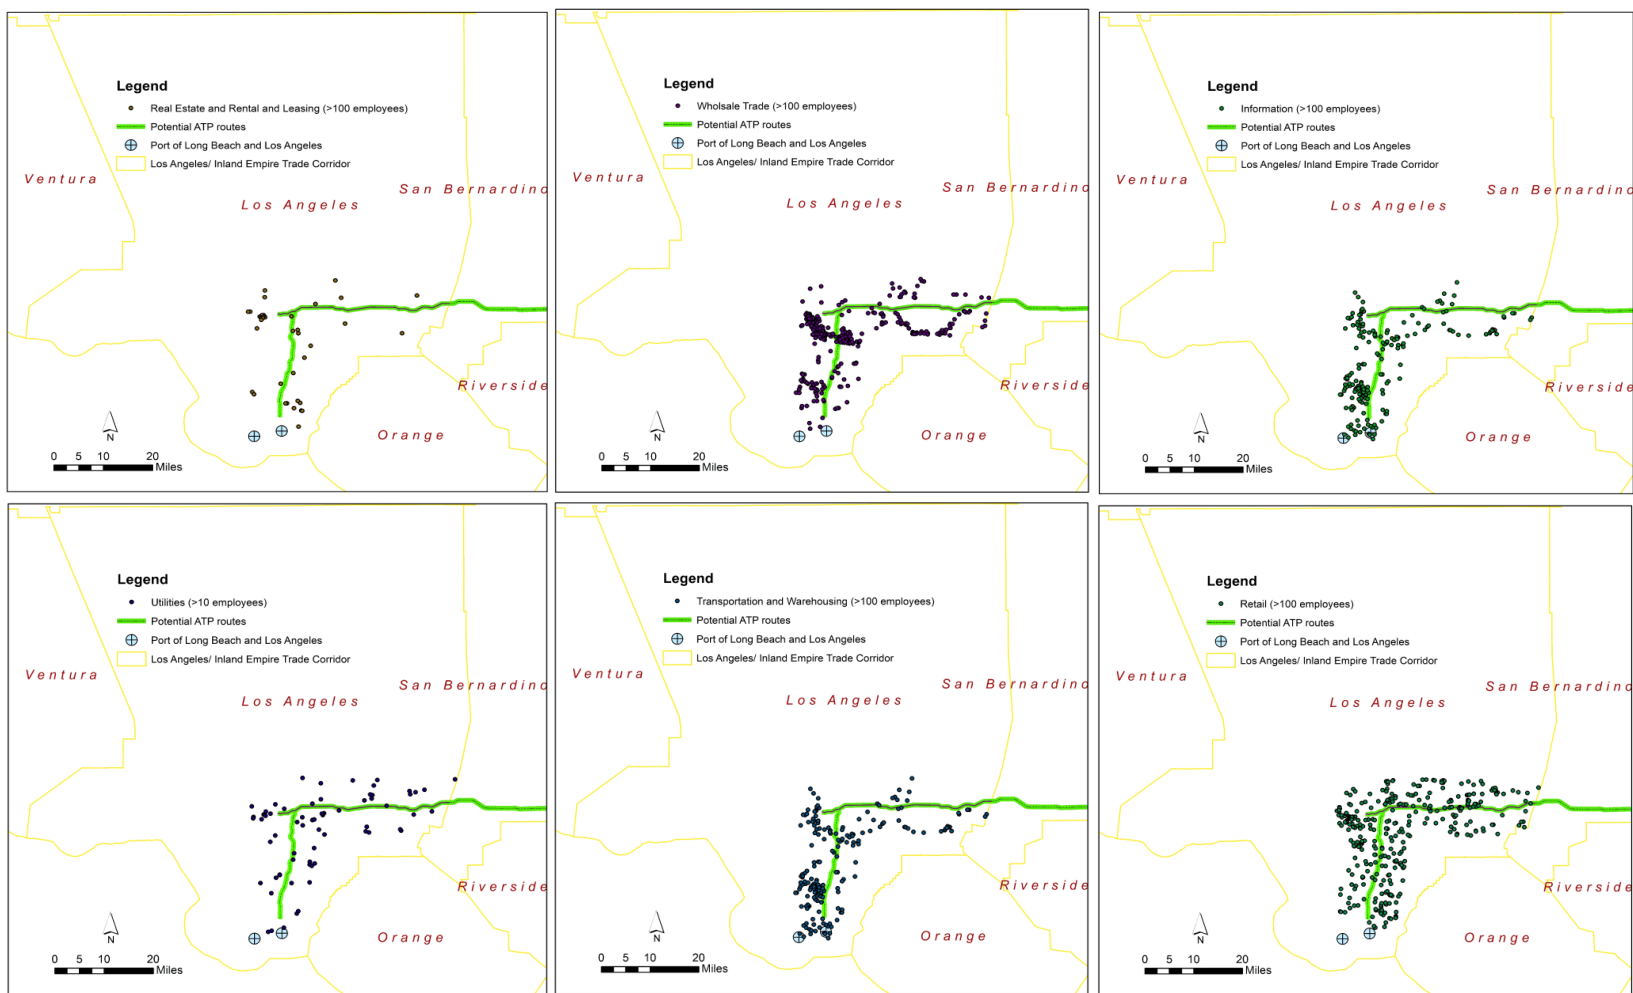 Legend
Real Estate and Rental and Leasing (>100 employees)
Potential ATP routes
Port of Long Beach and Los Angeles
Los Angeles/ Inland Empire Trade Corridor
Ventura
San Bernardino
Los Angeles
Riverside
Orange
N
0 5 10 20
Miles
Legend
Wholsale Trade (>100 employees)
Potential ATP routes
Port of Long Beach and Los Angeles
Los Angeles/ Inland Empire Trade Corridor
Ventura
San Bernardino
Los Angeles
Riverside
Orange
N
0 5 10 20
Miles
Legend
Information (>100 employees)
Potential ATP routes
Port of Long Beach and Los Angeles
Los Angeles/ Inland Empire Trade Corridor
Ventura
San Bernardino
Los Angeles
Riverside
Orange
N
0 5 10 20
Miles
Legend
Utilities (>10 employees)
Potential ATP routes
Port of Long Beach and Los Angeles
Los Angeles/ Inland Empire Trade Corridor
Ventura
San Bernardino
Los Angeles
Riverside
Orange
N
0 5 10 20
Miles
Legend
Transportation and Warehousing (>100 employees)
Potential ATP routes
Port of Long Beach and Los Angeles
Los Angeles/ Inland Empire Trade Corridor
Ventura
San Bernardino
Los Angeles
Riverside
Orange
N
0 5 10 20
Miles
Legend
Retail (>100 employees)
Potential ATP routes
Port of Long Beach and Los Angeles
Los Angeles/ Inland Empire Trade Corridor
Ventura
San Bernardino
Los Angeles
Riverside
Orange
N
0 5 10 20
Miles